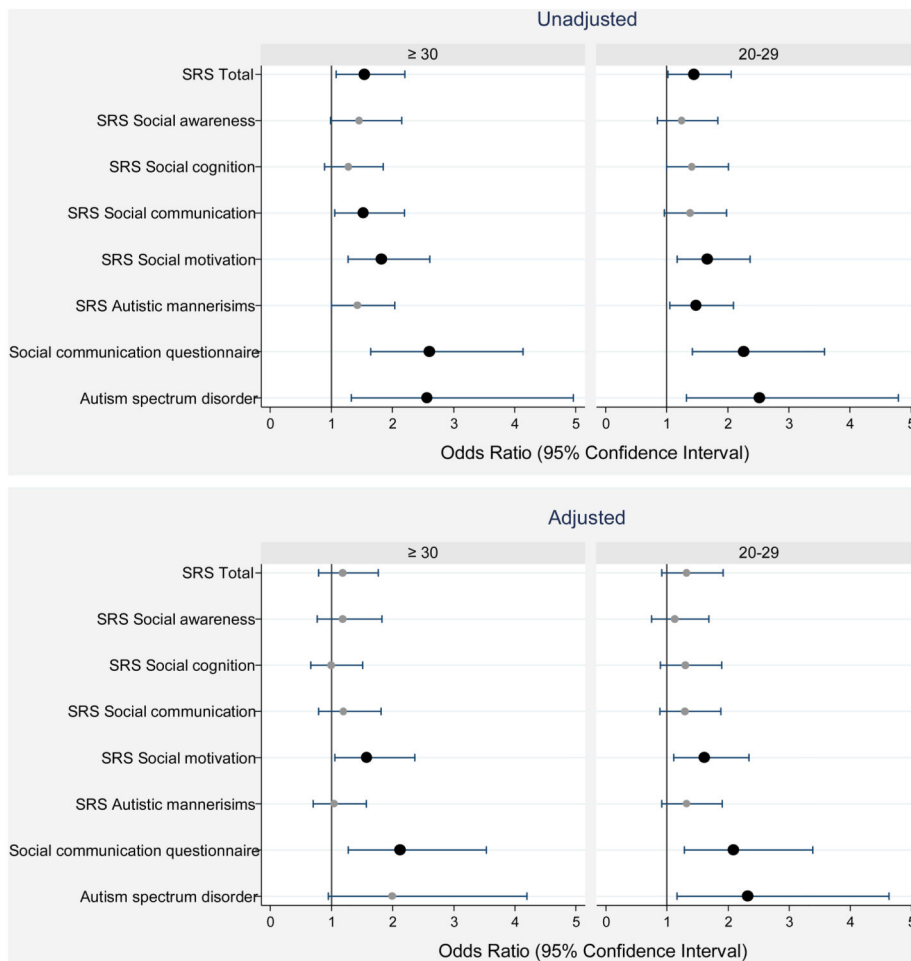 Unadjusted
≥ 30 20-29
SRS Total
SRS Social awareness
SRS Social cognition
SRS Social communication
SRS Social motivation
SRS Autistic mannerisims
Social communication questionnaire
Autism spectrum disorder
0 1 2 3 4 5 0 1 2 3 4 5
Odds Ratio (95% Confidence Interval)
Adjusted
≥ 30 20-29
SRS Total
SRS Social awareness
SRS Social cognition
SRS Social communication
SRS Social motivation
SRS Autistic mannerisims
Social communication questionnaire
Autism spectrum disorder
0 1 2 3 4 5 0 1 2 3 4 5
Odds Ratio (95% Confidence Interval)